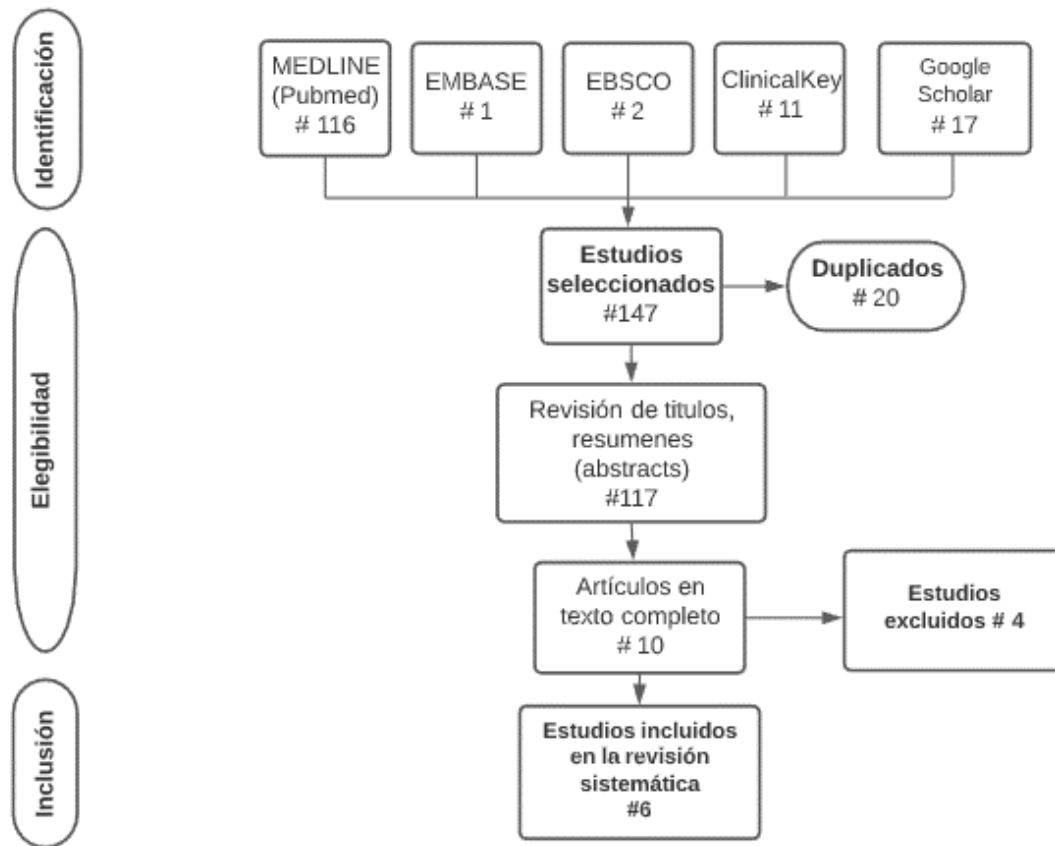 Identificación
MEDLINE
(Pubmed)
# 116
EMBASE
# 1
EBSCO
# 2
ClinicalKey
# 11
Google
Scholar
# 17
Elegibilidad
Estudios
seleccionados
#147
Duplicados
# 20
Revisión de titulos,
resumenes
(abstracts)
#117
Artículos en
texto completo
# 10
Estudios
excluidos # 4
Inclusión
Estudios incluidos
en la revisión
sistemática
#6